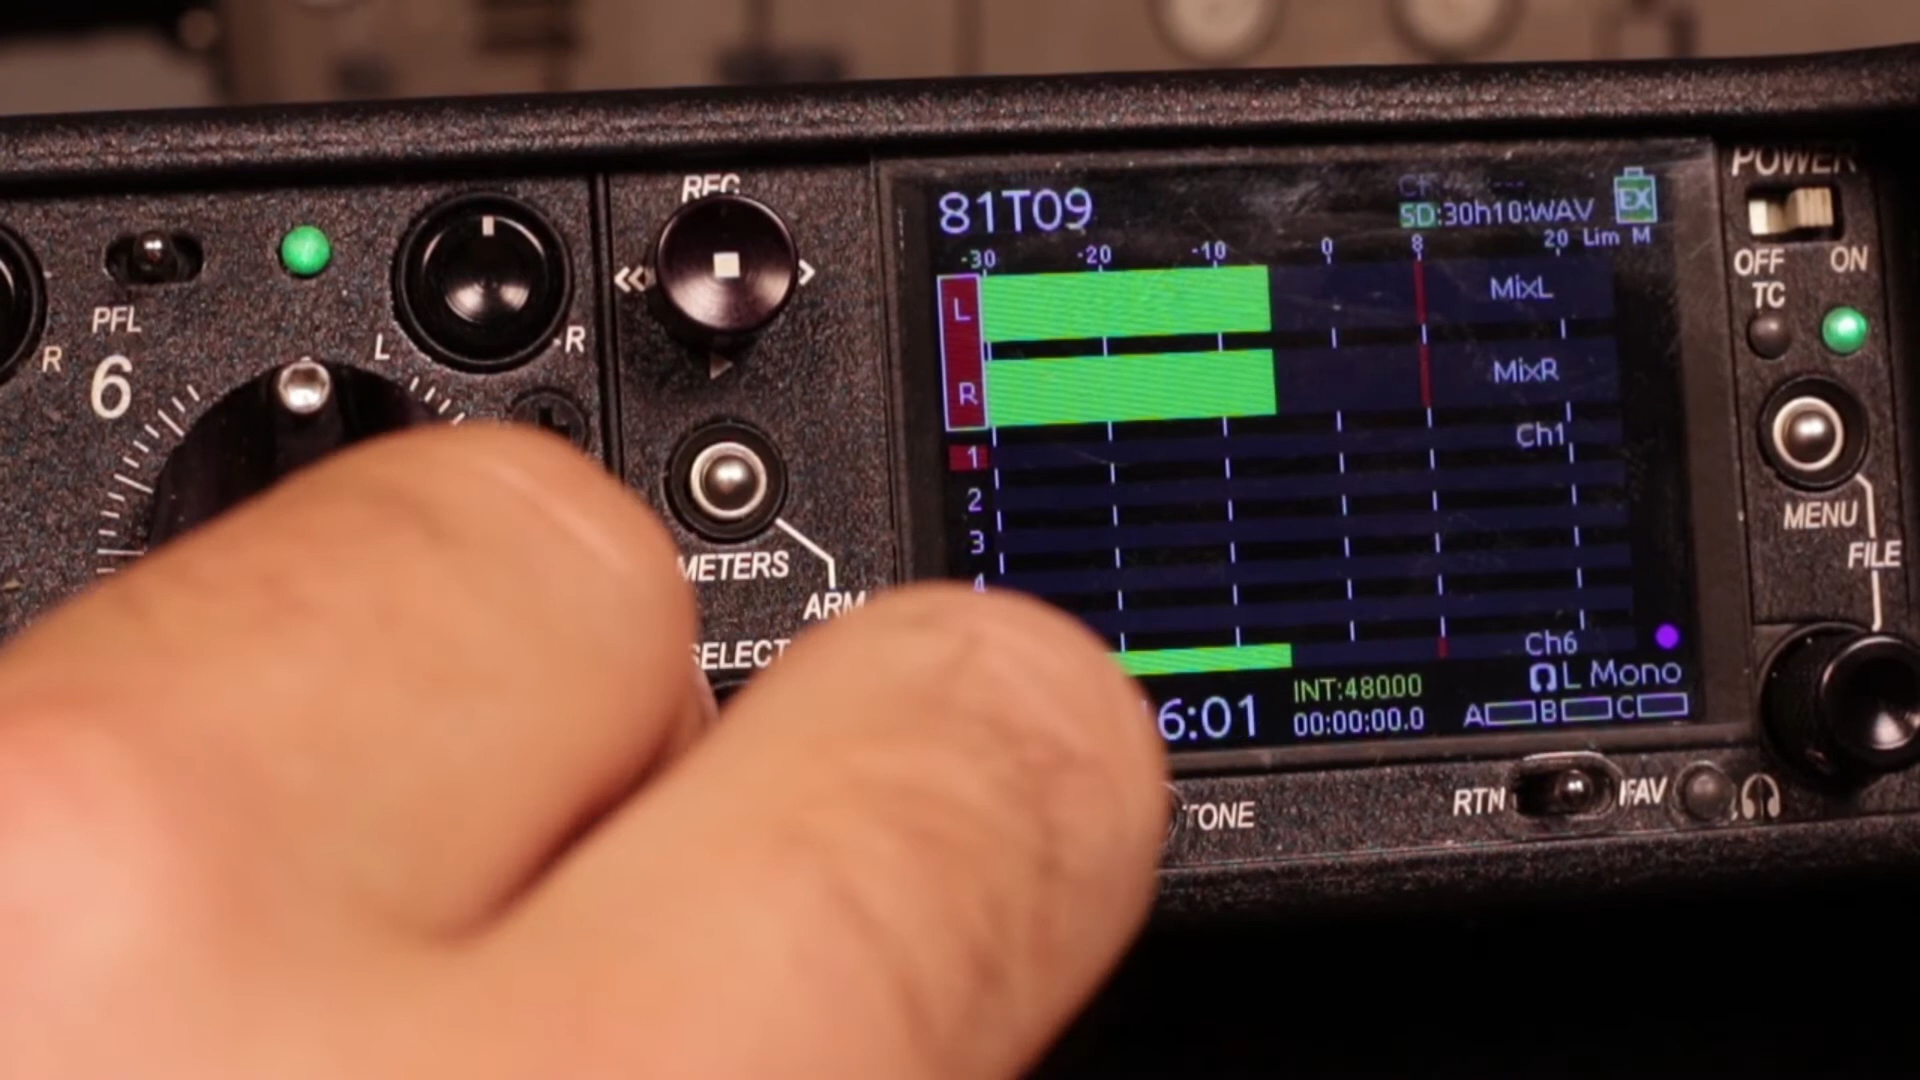 REC
POWER
OFF ON
TC
PFL
6
R
L R
METERS
ARM
SELECT
81T09
SD:30h10:WAV
EX
-30 -20 -10 0 8 20 Lim M
L MixL
R MixR
1 Ch1
2
3
4
Ch6
L Mono
6:01
INT:48000
00:00:00.0
A B C
MENU
FILE
TONE
RTN FAV